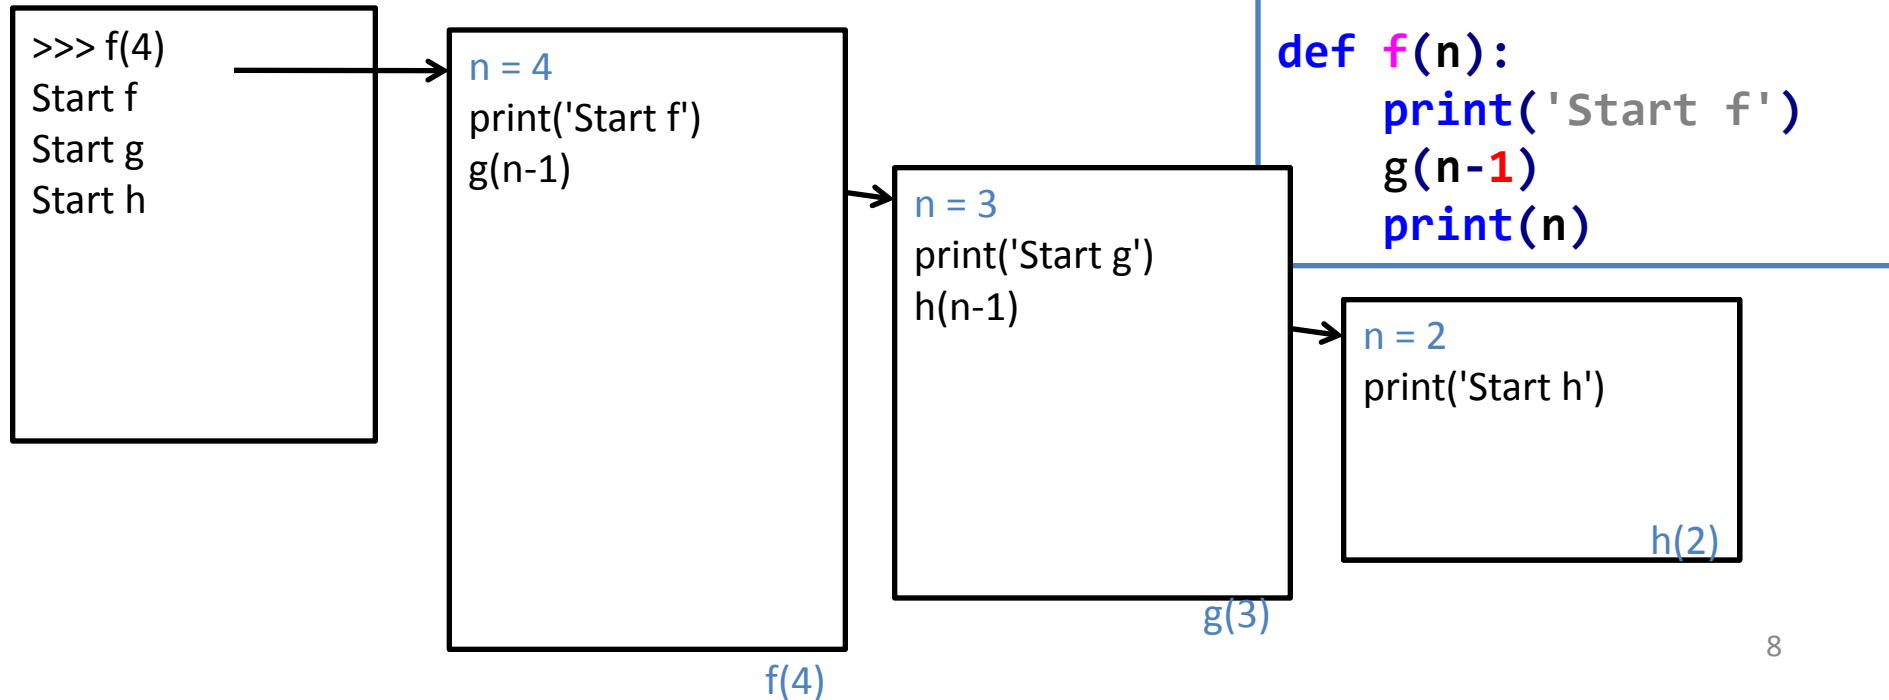 >>> f(4)
Start f
Start g
Start h
n = 4
print('Start f')
g(n-1)
f(4)
n = 3
print('Start g')
h(n-1)
g(3)
def f(n):
    print('Start f')
    g(n-1)
    print(n)
n = 2
print('Start h')
h(2)
8